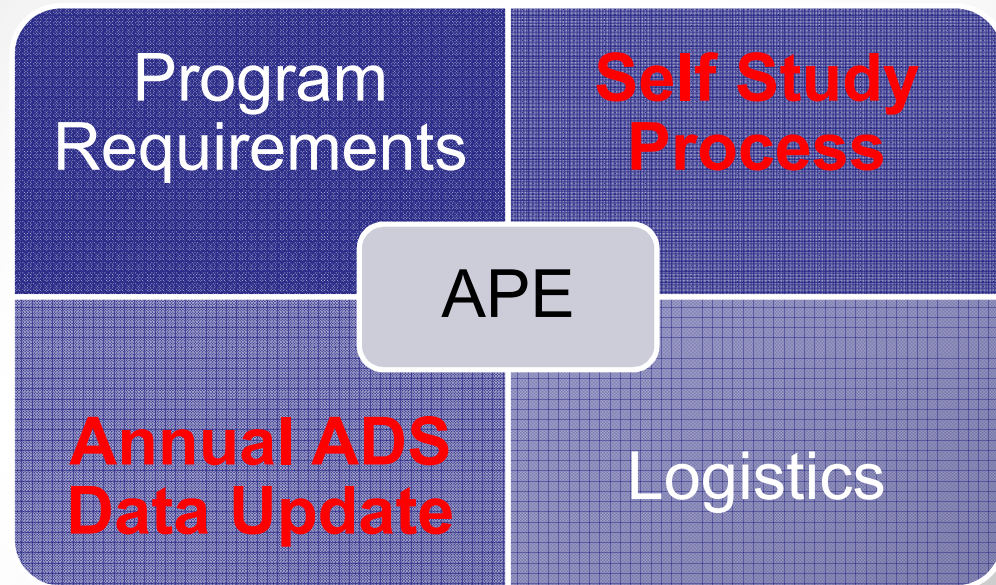 Program
Requirements
Self Study
Process
APE
Annual ADS
Data Update
Logistics